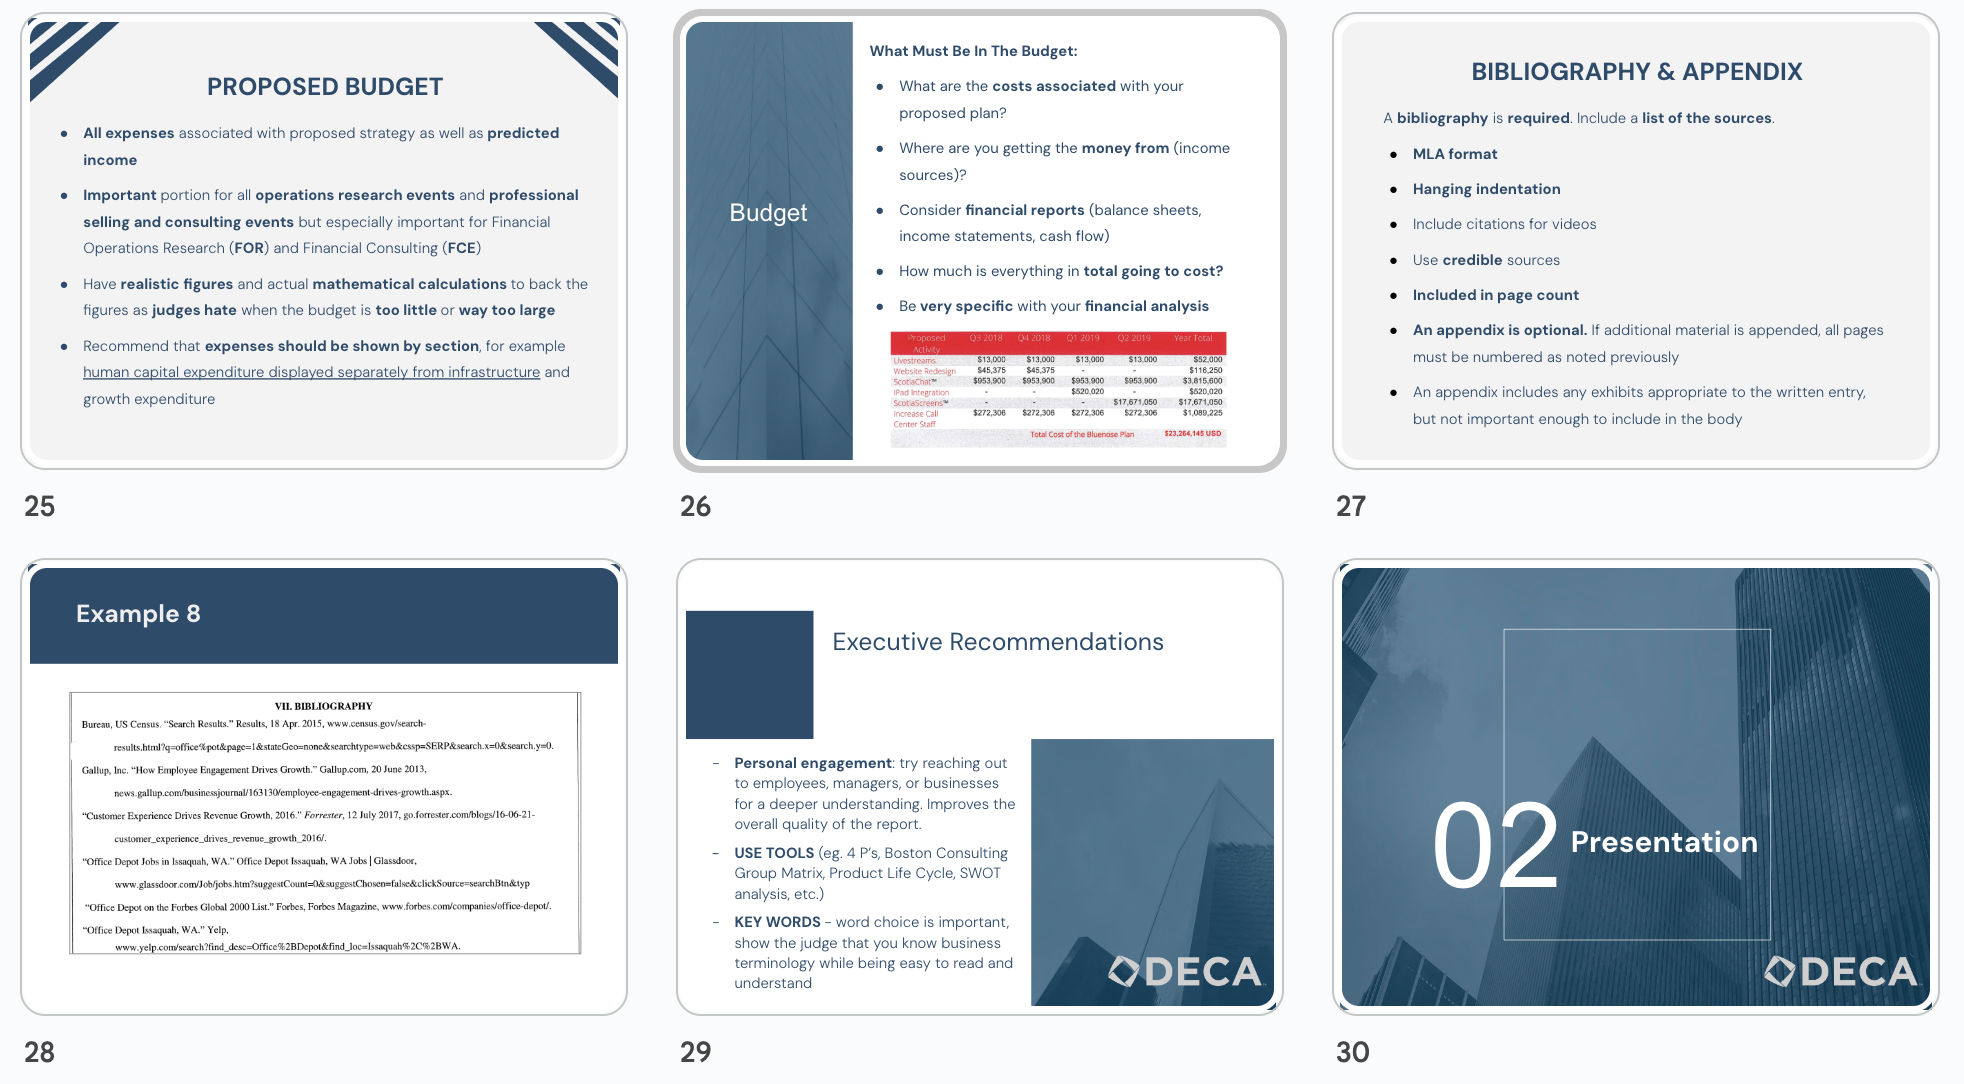 PROPOSED BUDGET
● All expenses associated with proposed strategy as well as predicted
income
● Important portion for all operations research events and professional
selling and consulting events but especially important for Financial
Operations Research (FOR) and Financial Consulting (FCE)
● Have realistic figures and actual mathematical calculations to back the
figures as judges hate when the budget is too little or way too large
● Recommend that expenses should be shown by section, for example
human capital expenditure displayed separately from infrastructure and
growth expenditure
25
Budget
What Must Be In The Budget:
● What are the costs associated with your
proposed plan?
● Where are you getting the money from (income
sources)?
● Consider financial reports (balance sheets,
income statements, cash flow)
● How much is everything in total going to cost?
● Be very specific with your financial analysis
Proposed Activity Q3 2018 Q4 2018 Q1 2019 Q2 2019 Year Total
Livestreams $13,000 $13,000 $13,000 $13,000 $52,000
Website Redesign $45,375 $45,375 - - $116,250
ScotiaChat™ $953,900 $953,900 $953,900 $953,900 $3,815,600
iPad Integration - - $520,020 - $520,020
ScotiaScreens™ - - - $17,671,050 $17,671,050
Increase Call Center Staff $272,306 $272,306 $272,306 $272,306 $1,089,225
Total Cost of the Bluenose Plan $23,264,145 USD
26
BIBLIOGRAPHY & APPENDIX
A bibliography is required. Include a list of the sources.
● MLA format
● Hanging indentation
● Include citations for videos
● Use credible sources
● Included in page count
● An appendix is optional. If additional material is appended, all pages
must be numbered as noted previously
● An appendix includes any exhibits appropriate to the written entry,
but not important enough to include in the body
27
Example 8
VII. BIBLIOGRAPHY
Bureau, US Census. “Search Results.” Results, 18 Apr. 2015, www.census.gov/search-
results.html?q=office%pot&page=1&stateGeo=none&searchtype=web&cssp=SERP&search.x=0&search.y=0.
Gallup, Inc. “How Employee Engagement Drives Growth.” Gallup.com, 20 June 2013,
news.gallup.com/businessjournal/163130/employee-engagement-drives-growth.aspx.
“Customer Experience Drives Revenue Growth, 2016.” Forrester, 12 July 2017, go.forrester.com/blogs/16-06-21-
customer_experience_drives_revenue_growth_2016/.
“Office Depot Jobs in Issaquah, WA.” Office Depot Issaquah, WA Jobs | Glassdoor,
www.glassdoor.com/Job/jobs.htm?suggestCount=0&suggestChosen=false&clickSource=searchBtn&typ
“Office Depot on the Forbes Global 2000 List.” Forbes, Forbes Magazine, www.forbes.com/companies/office-depot/.
“Office Depot Issaquah, WA.” Yelp,
www.yelp.com/search?find_desc=Office%2BDepot&find_loc=Issaquah%2C%2BWA.
28
Executive Recommendations
- Personal engagement: try reaching out
to employees, managers, or businesses
for a deeper understanding. Improves the
overall quality of the report.
- USE TOOLS (eg. 4 P's, Boston Consulting
Group Matrix, Product Life Cycle, SWOT
analysis, etc.)
- KEY WORDS - word choice is important,
show the judge that you know business
terminology while being easy to read and
understand
DECA
29
02 Presentation
DECA
30